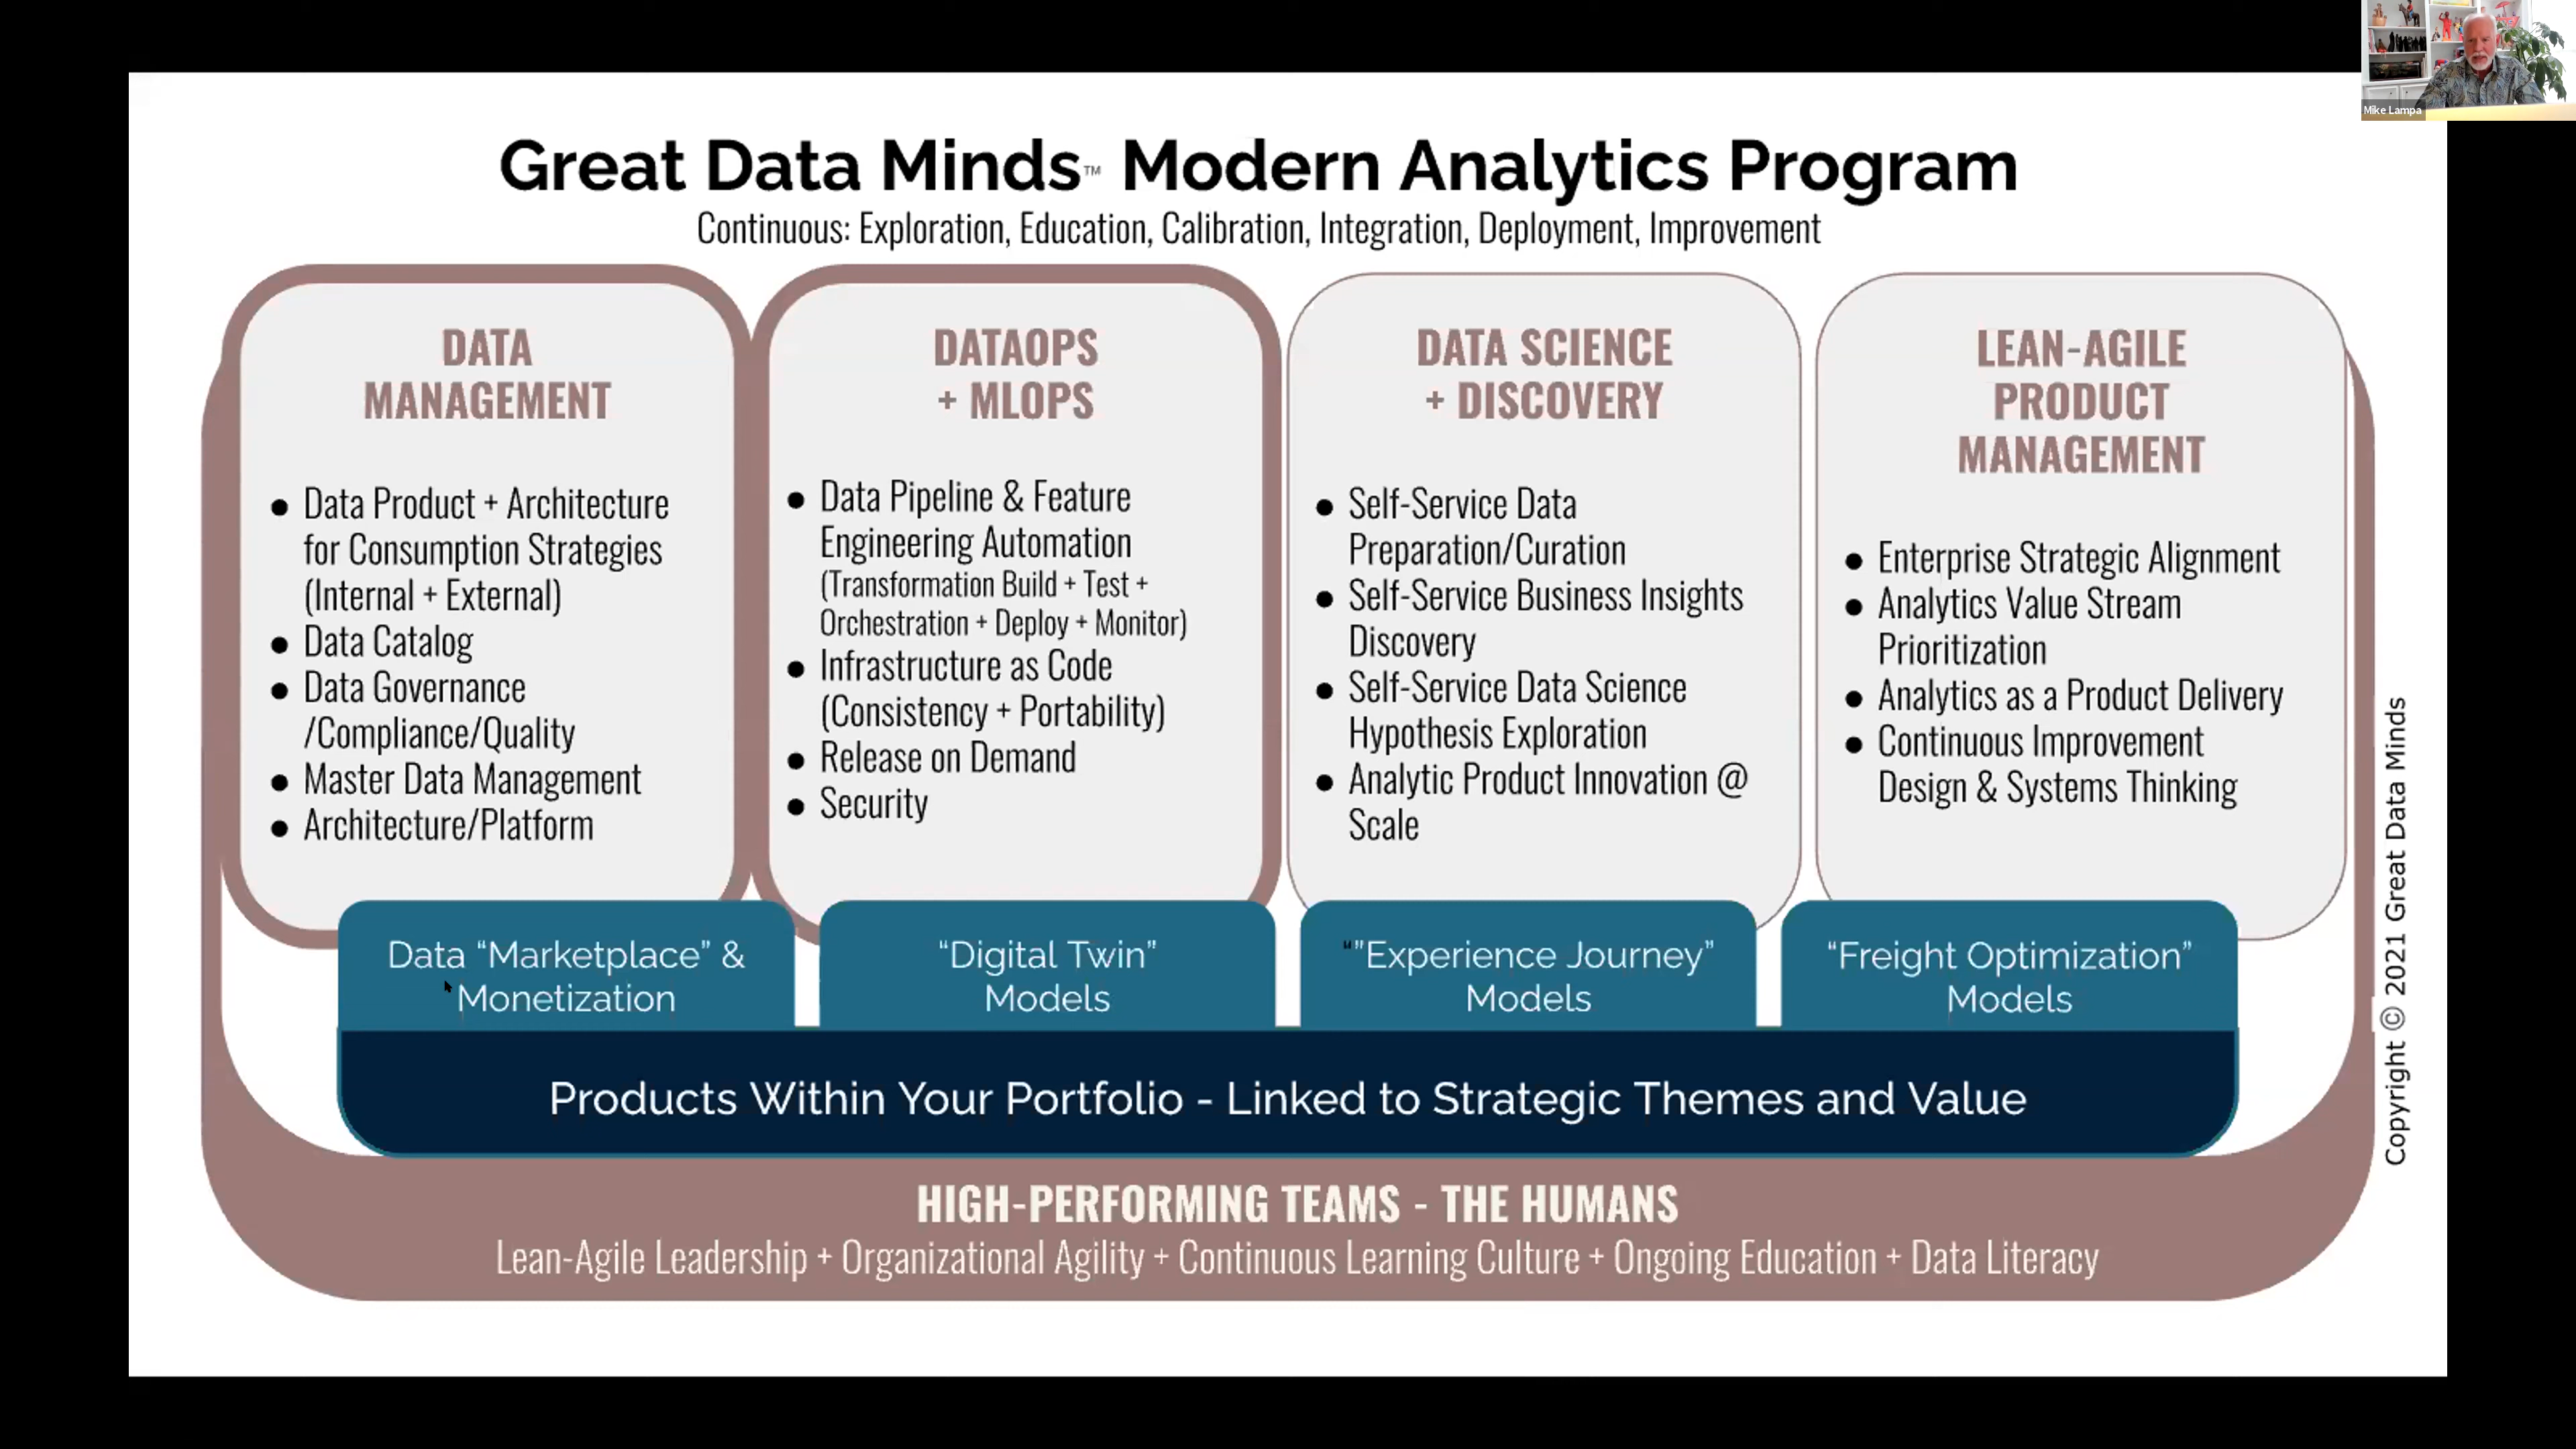 Mike Lampa
Great Data Minds™ Modern Analytics Program
Continuous: Exploration, Education, Calibration, Integration, Deployment, Improvement
DATA
MANAGEMENT
● Data Product + Architecture
for Consumption Strategies
(Internal + External)
● Data Catalog
● Data Governance
/Compliance/Quality
● Master Data Management
● Architecture/Platform
DATAOPS
+ MLOPS
● Data Pipeline & Feature
Engineering Automation
(Transformation Build + Test +
Orchestration + Deploy + Monitor)
● Infrastructure as Code
(Consistency + Portability)
● Release on Demand
● Security
DATA SCIENCE
+ DISCOVERY
● Self-Service Data
Preparation/Curation
● Self-Service Business Insights
Discovery
● Self-Service Data Science
Hypothesis Exploration
● Analytic Product Innovation @
Scale
LEAN-AGILE
PRODUCT
MANAGEMENT
● Enterprise Strategic Alignment
● Analytics Value Stream
Prioritization
● Analytics as a Product Delivery
● Continuous Improvement
Design & Systems Thinking
Data “Marketplace” &
Monetization
“Digital Twin”
Models
“”Experience Journey”
Models
“Freight Optimization”
Models
Products Within Your Portfolio - Linked to Strategic Themes and Value
HIGH-PERFORMING TEAMS - THE HUMANS
Lean-Agile Leadership + Organizational Agility + Continuous Learning Culture + Ongoing Education + Data Literacy
Copyright © 2021 Great Data Minds